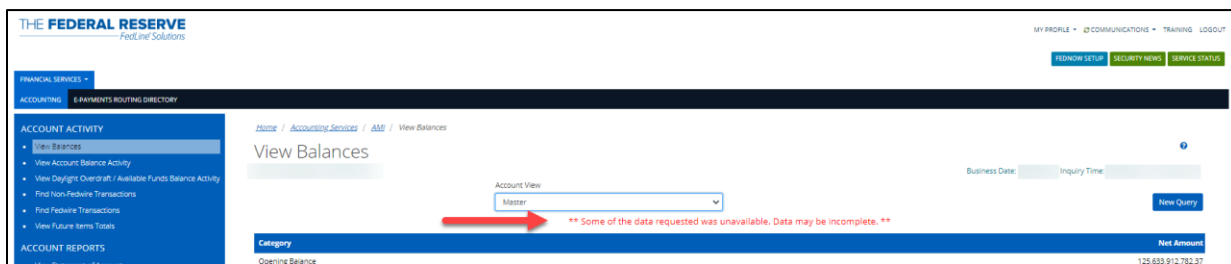 THE FEDERAL RESERVE
FedLine Solutions
MY PROFILE COMMUNICATIONS TRAINING LOGOUT
FEDNOW SETUP SECURITY NEWS SERVICE STATUS
FINANCIAL SERVICES
ACCOUNTING E-PAYMENTS ROUTING DIRECTORY
ACCOUNT ACTIVITY
View Balances
View Account Balance Activity
View Daylight Overdraft / Available Funds Balance Activity
Find Non-Fedwire Transactions
Find Fedwire Transactions
View Future Items Totals
ACCOUNT REPORTS
Home / Accounting Services / AMI / View Balances
View Balances
Business Date: Inquiry Time:
Account View
Master
New Query
** Some of the data requested was unavailable. Data may be incomplete. **
Category Net Amount
Opening Balance 125,633,912,782.37